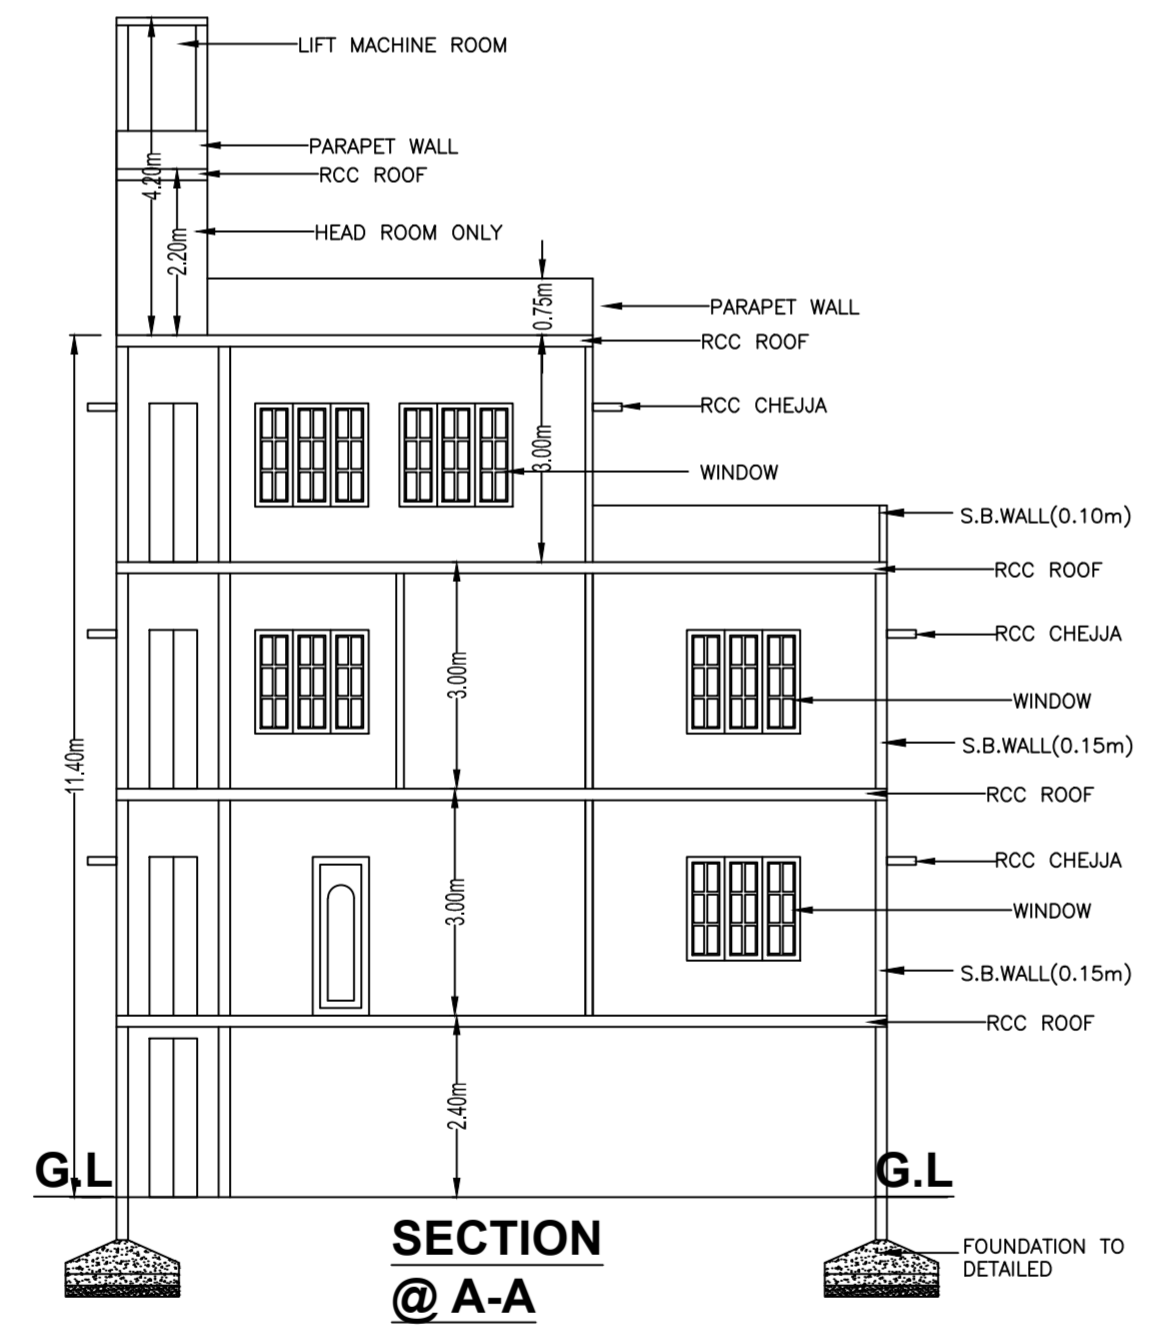 LIFT MACHINE ROOM
PARAPET WALL
4.20m
RCC ROOF
HEAD ROOM ONLY
2.20m
0.75m
PARAPET WALL
RCC ROOF
RCC CHEJJA
3.00m
WINDOW
S.B.WALL(0.10m)
RCC ROOF
RCC CHEJJA
3.00m
WINDOW
S.B.WALL(0.15m)
11.40m
RCC ROOF
RCC CHEJJA
3.00m
WINDOW
S.B.WALL(0.15m)
RCC ROOF
2.40m
G.L
G.L
SECTION
@ A-A
FOUNDATION TO
DETAILED